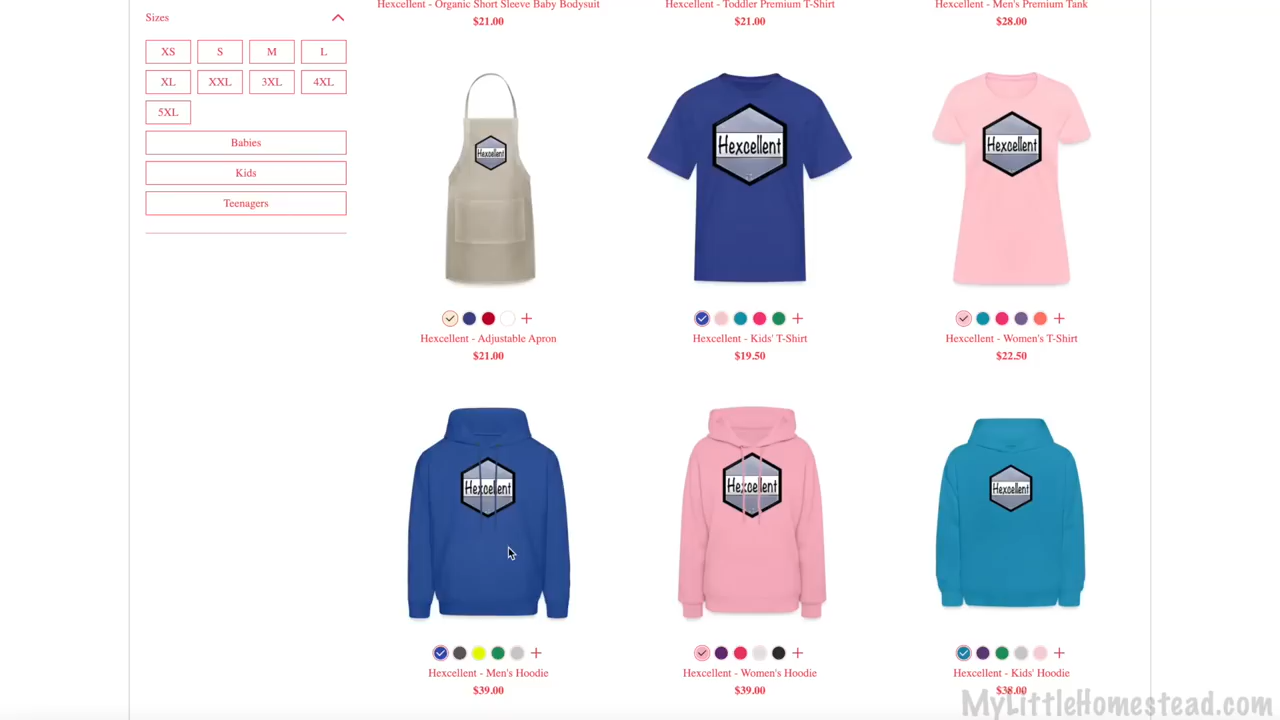 Sizes
XS S M L
XL XXL 3XL 4XL
5XL
Babies
Kids
Teenagers
Hexcellent - Organic Short Sleeve Baby Bodysuit
$21.00
Hexcellent - Toddler Premium T-Shirt
$21.00
Hexcellent - Men's Premium Tank
$28.00
Hexcellent
Hexcellent - Adjustable Apron
$21.00
Hexcellent
Hexcellent - Kids' T-Shirt
$19.50
Hexcellent
Hexcellent - Women's T-Shirt
$22.50
Hexcellent
Hexcellent - Men's Hoodie
$39.00
Hexcellent
Hexcellent - Women's Hoodie
$39.00
Hexcellent
Hexcellent - Kids' Hoodie
$38.00
MyLittleHomestead.com